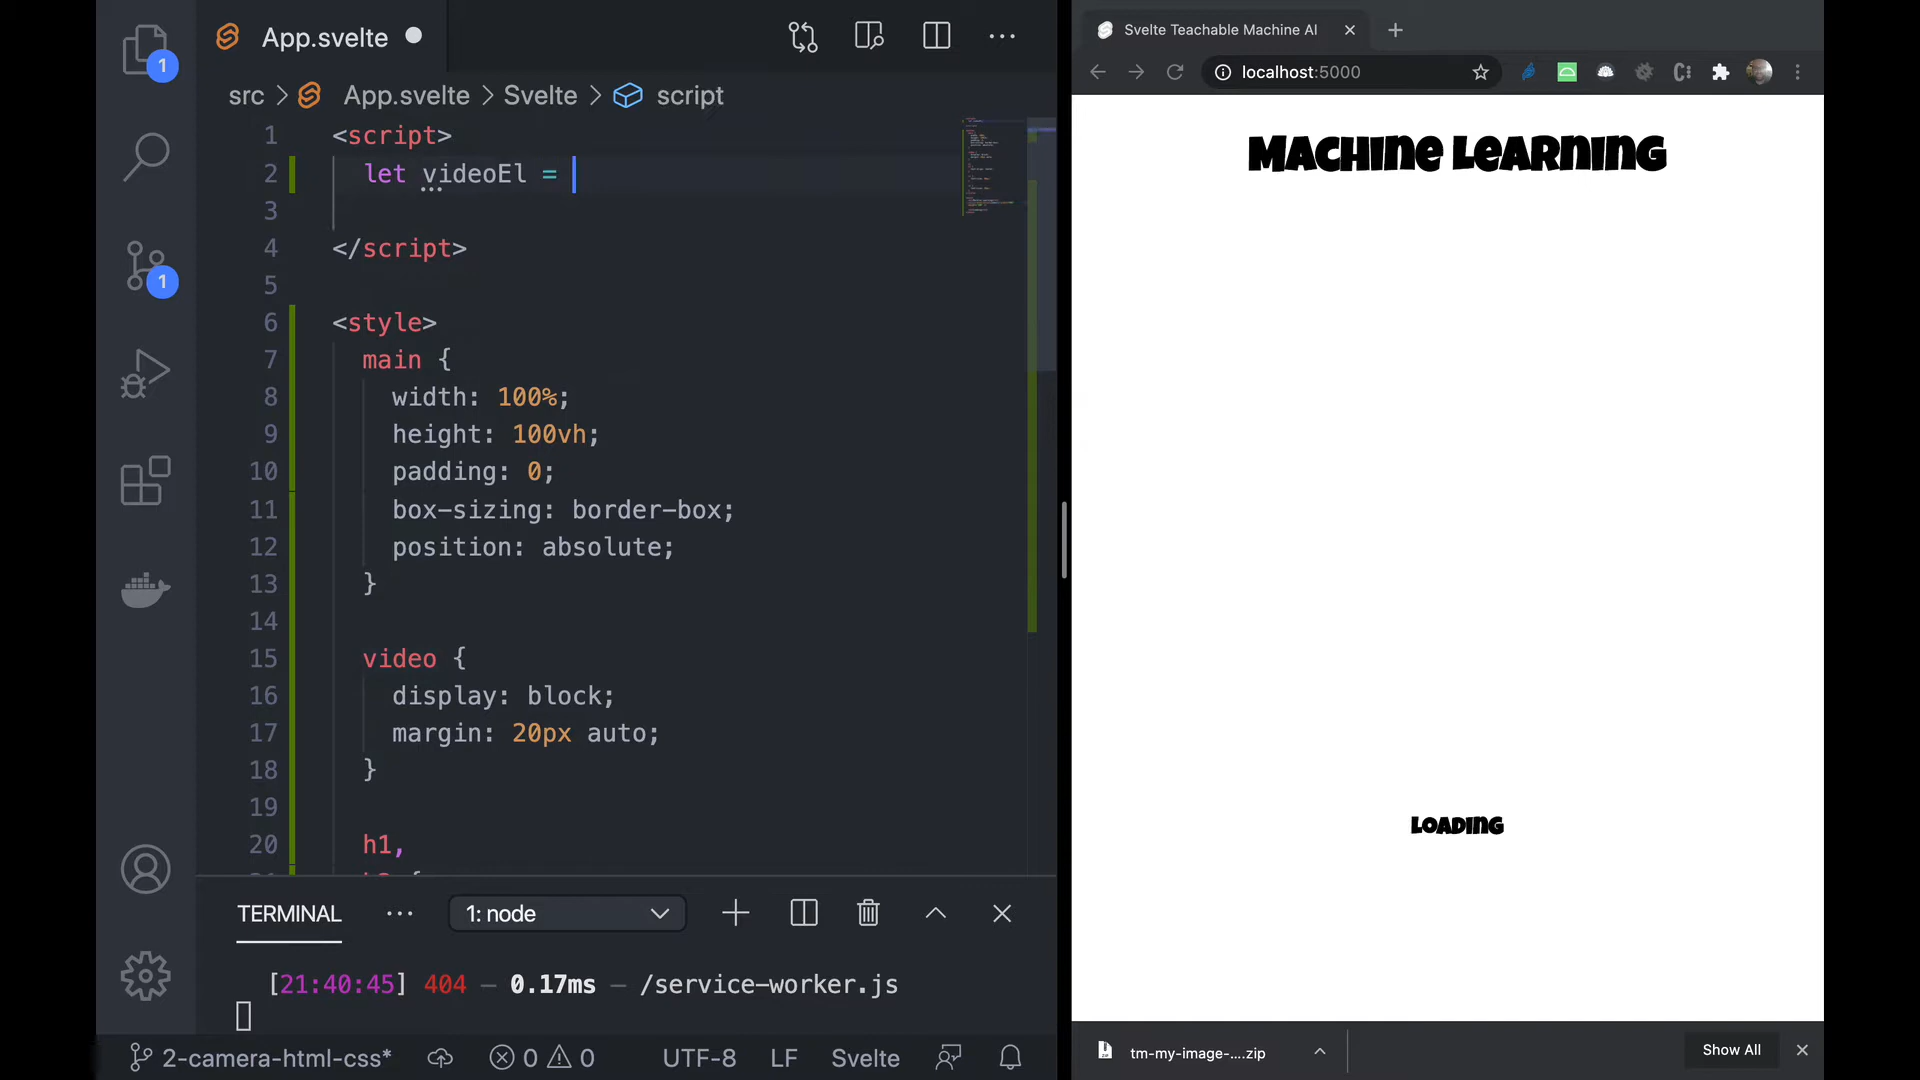 App.svelte
src > App.svelte > Svelte > script
1 <script>
2 let videoEl =
3
4 </script>
5
6 <style>
7 main {
8 width: 100%;
9 height: 100vh;
10 padding: 0;
11 box-sizing: border-box;
12 position: absolute;
13 }
14
15 video {
16 display: block;
17 margin: 20px auto;
18 }
19
20 h1,
1
1
TERMINAL
1: node
[21:40:45] 404 — 0.17ms — /service-worker.js
2-camera-html-css*
0
0
UTF-8
LF
Svelte
Svelte Teachable Machine AI
localhost:5000
Machine Learning
Loading
tm-my-image-....zip
Show All